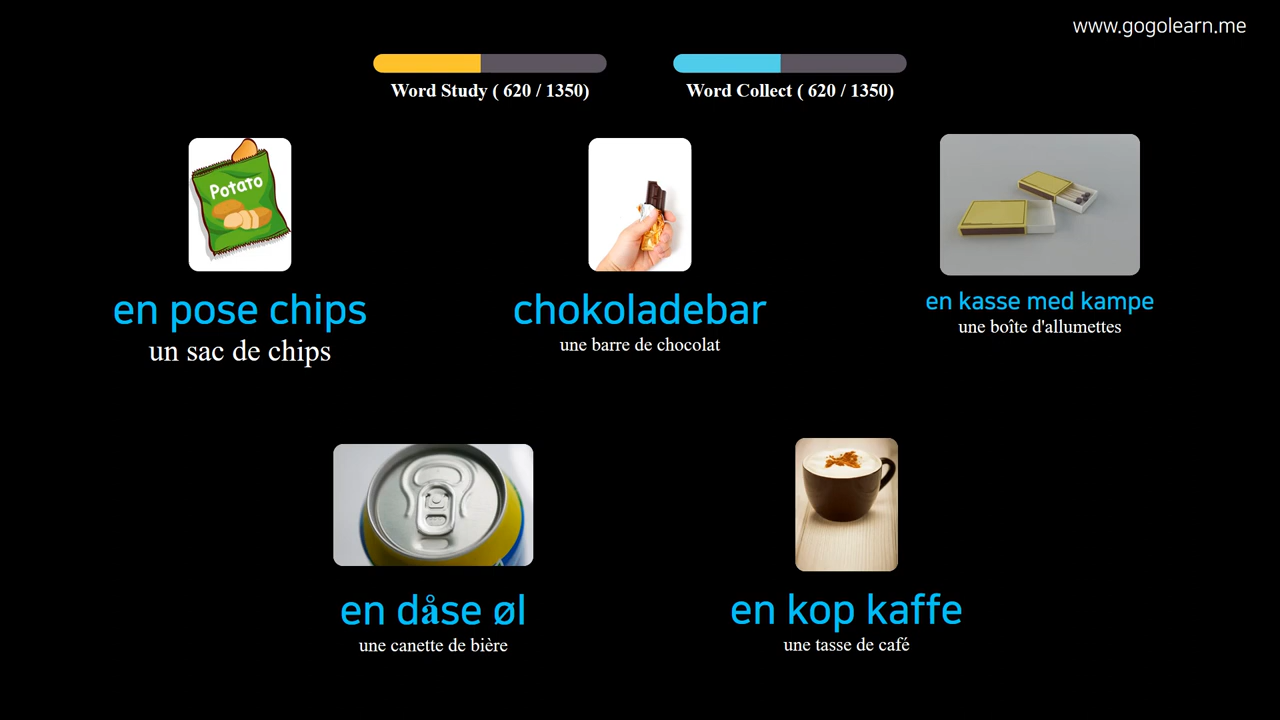 www.gogolearn.me
Word Study ( 620 / 1350)
Word Collect ( 620 / 1350)
Potato
en pose chips
un sac de chips
chokoladebar
une barre de chocolat
en kasse med kampe
une boîte d'allumettes
en dåse øl
une canette de bière
en kop kaffe
une tasse de café